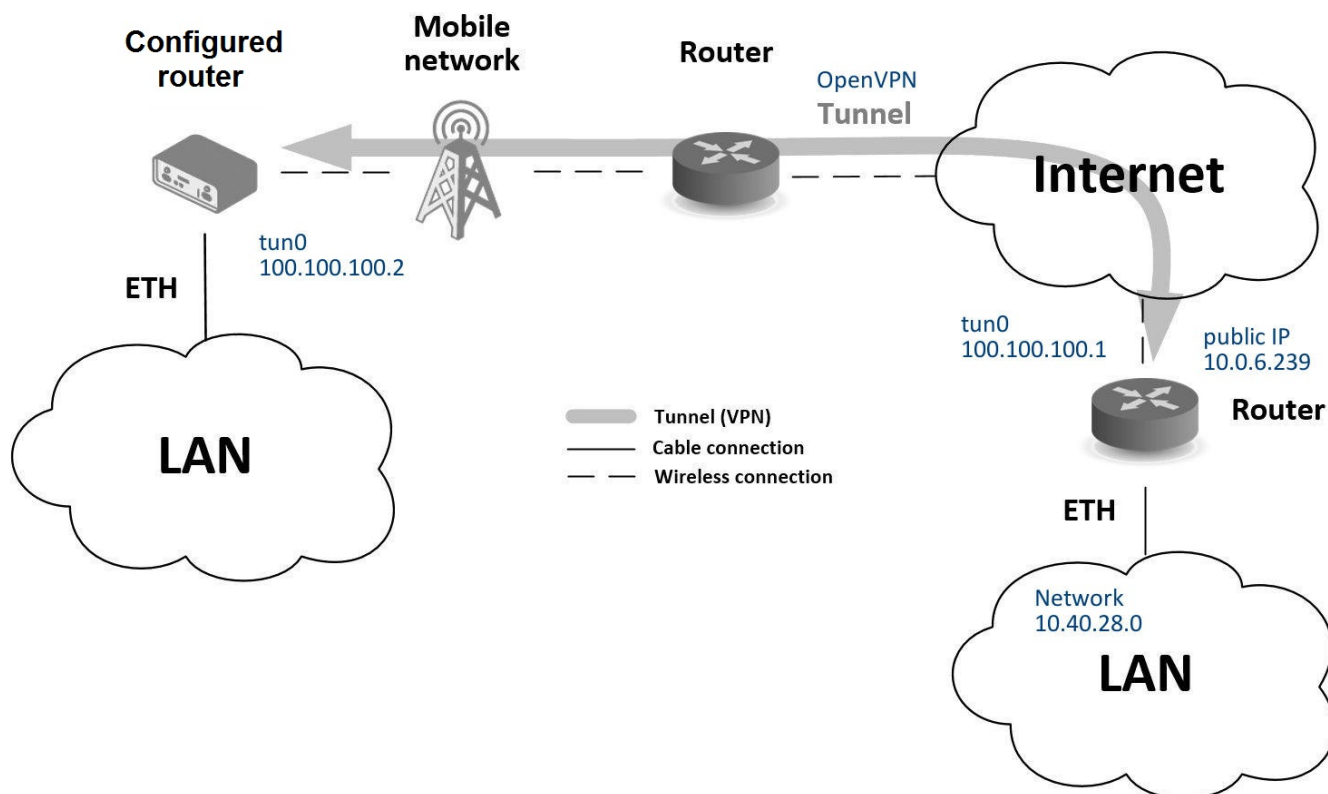 Configured
router
Mobile
network
Router
OpenVPN
Tunnel
Internet
tun0
100.100.100.2
ETH
LAN
tun0
100.100.100.1
public IP
10.0.6.239
Router
Tunnel (VPN)
Cable connection
Wireless connection
ETH
Network
10.40.28.0
LAN